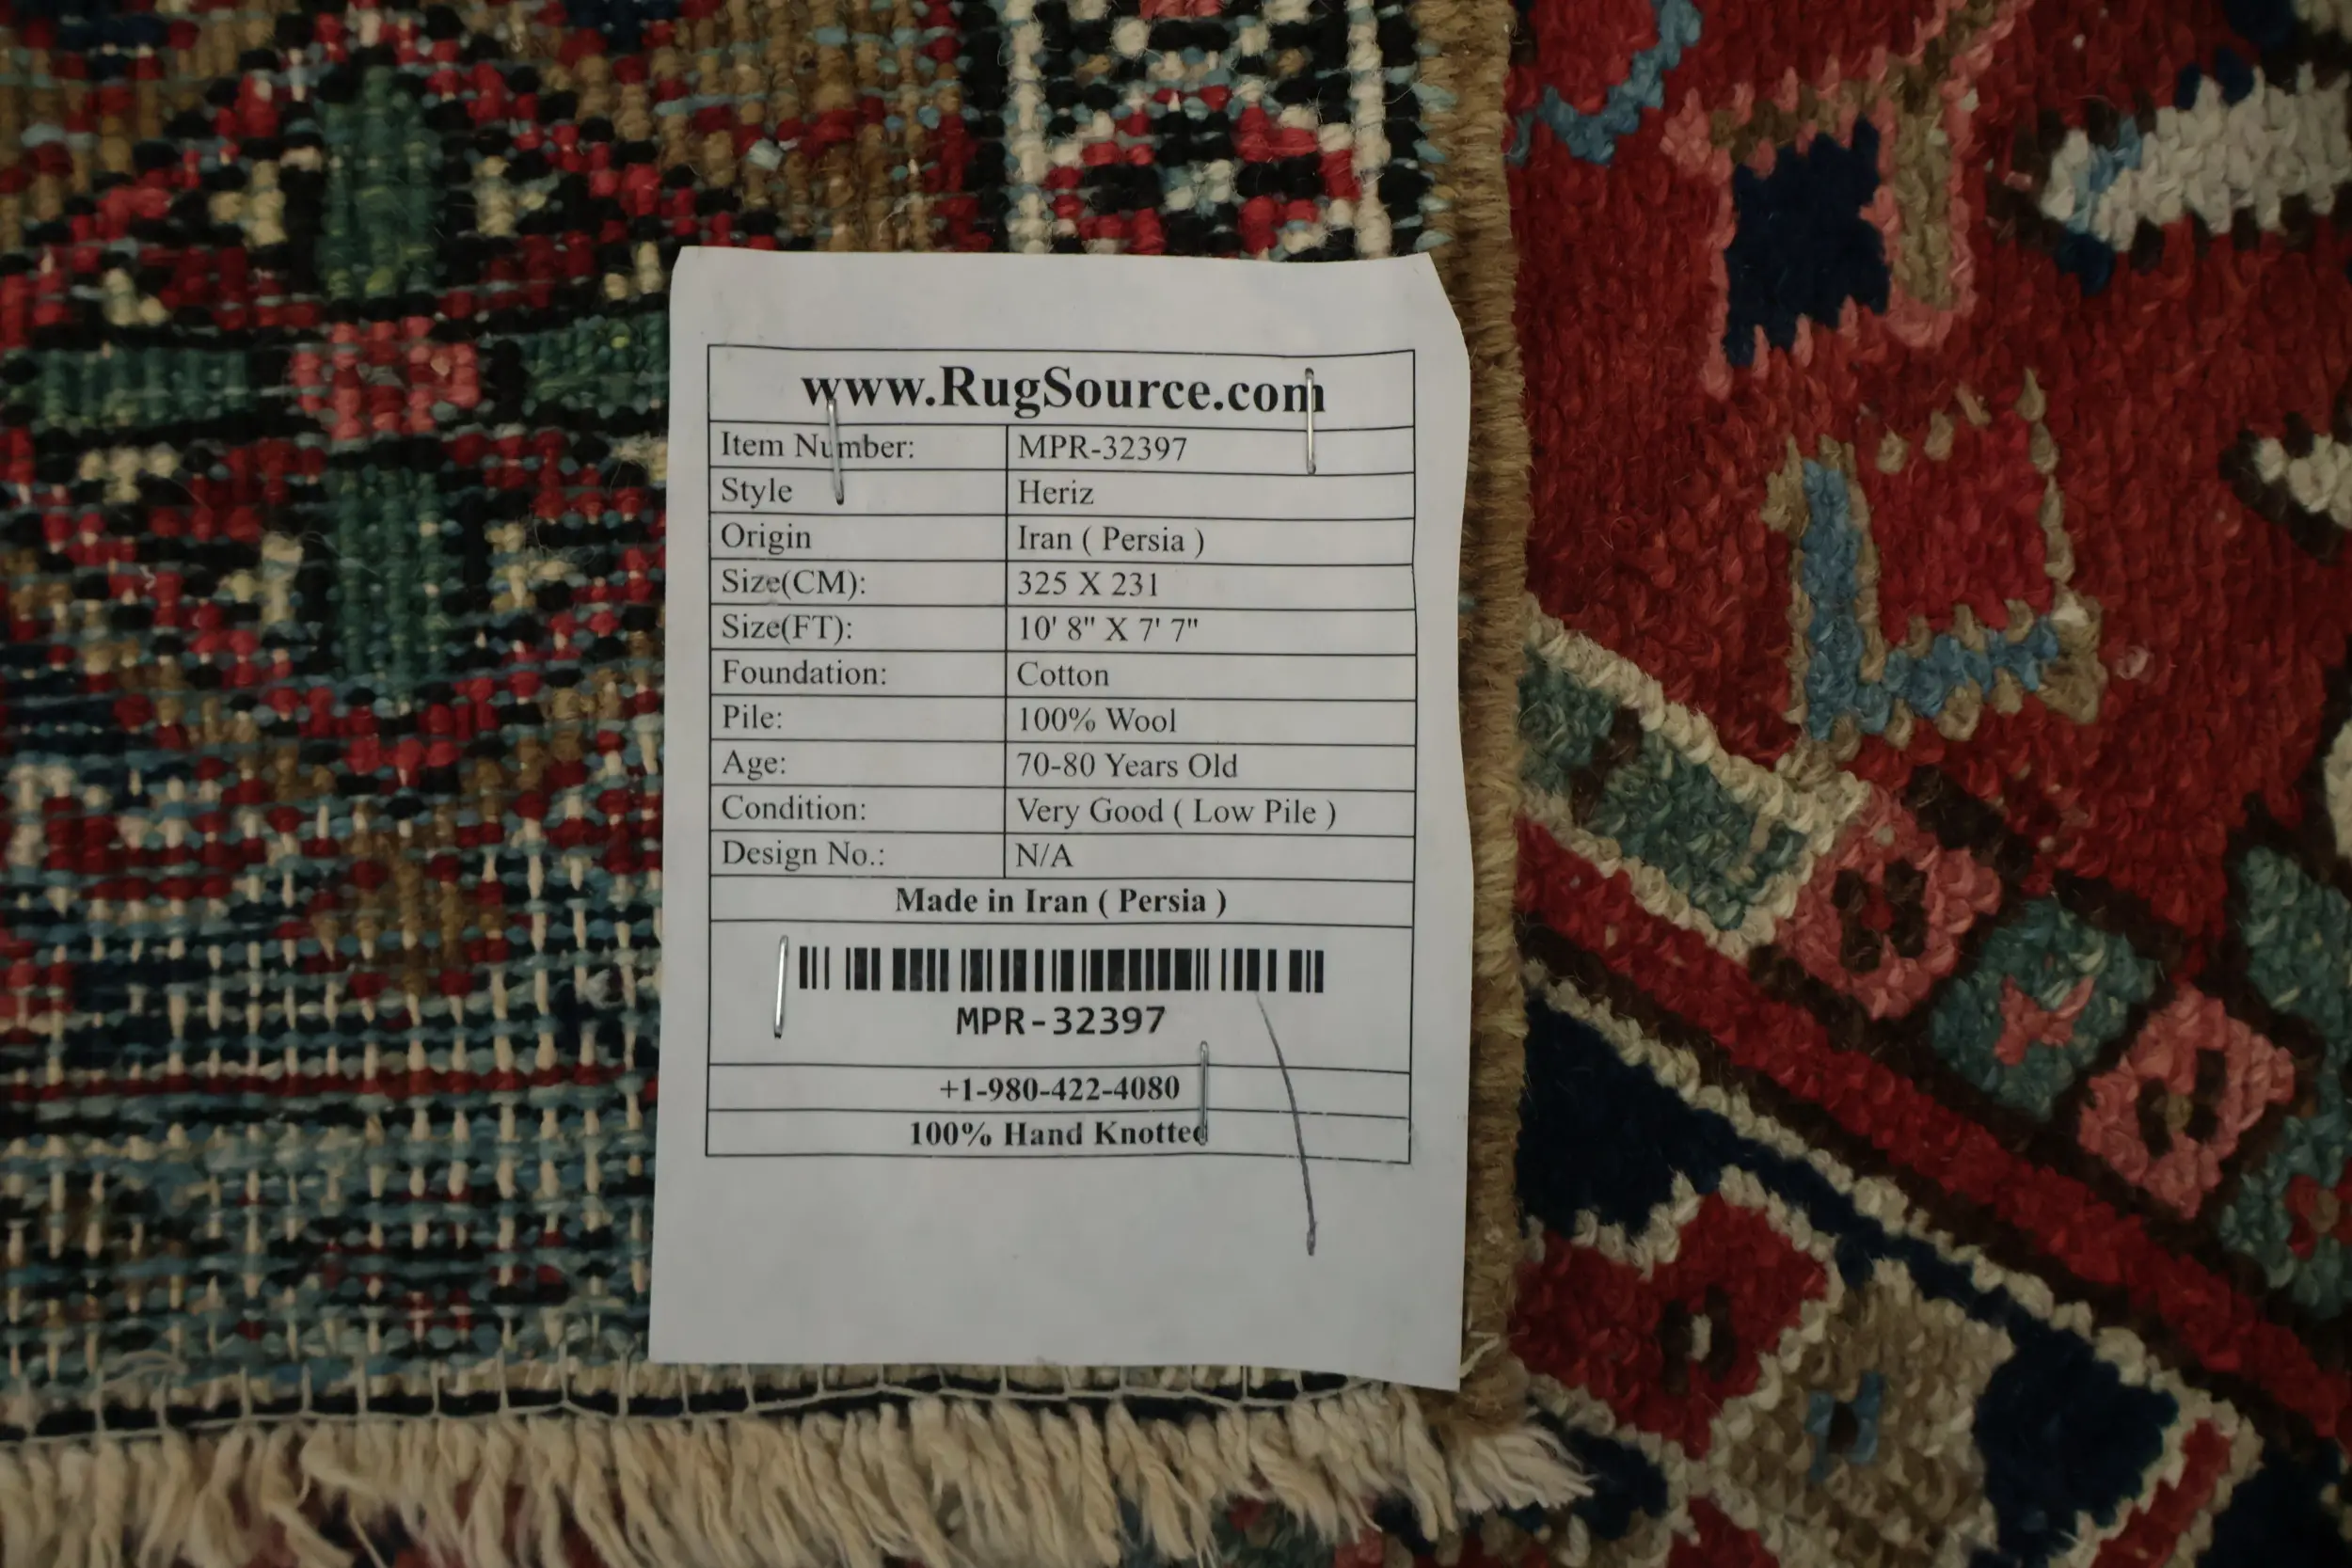 www.RugSource.com
Item Number: MPR-32397
Style Heriz
Origin Iran ( Persia )
Size(CM): 325 X 231
Size(FT): 10' 8" X 7' 7"
Foundation: Cotton
Pile: 100% Wool
Age: 70-80 Years Old
Condition: Very Good ( Low Pile )
Design No.: N/A
Made in Iran ( Persia )
MPR-32397
+1-980-422-4080
100% Hand Knotted